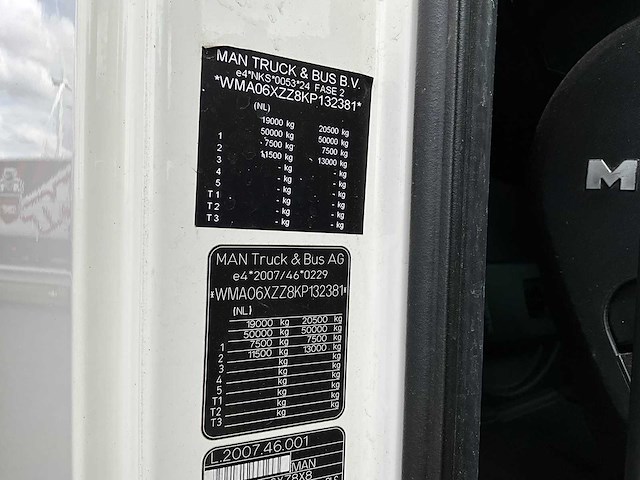 MAN TRUCK & BUS B.V.
e4*NKS*0053*24 FASE 2
*WMA06XZZ8KP132381*
(NL)
19000 kg 20500 kg
1 50000 kg 50000 kg
2 7500 kg 7500 kg
3 11500 kg 13000 kg
4 - kg - kg
5 - kg - kg
T1 - kg - kg
T2 - kg - kg
T3 - kg - kg
MAN Truck & Bus AG
e4*2007/46*0229
*WMA06XZZ8KP132381*
(NL)
19000 kg 20500 kg
50000 kg 50000 kg
1 7500 kg 7500 kg
2 11500 kg 13000 kg
3 kg kg
4 kg kg
5 kg kg
T1 kg kg
T2 kg kg
T3
L.2007.46.001
MAN
M